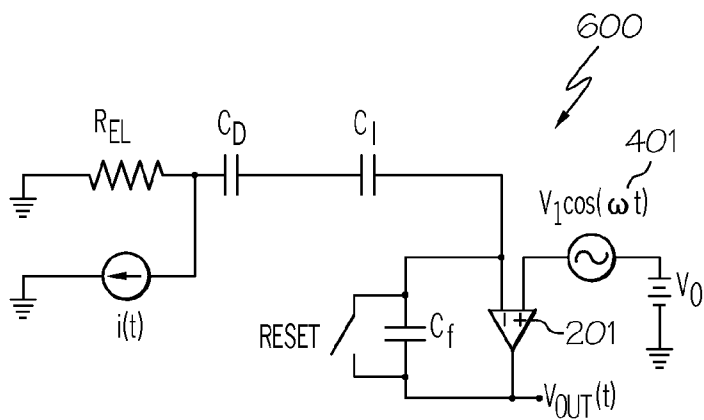 600
R_EL
C_D
C_I
401
V_1cos(ωt)
V_0
i(t)
RESET
C_f
- +
201
V_OUT(t)